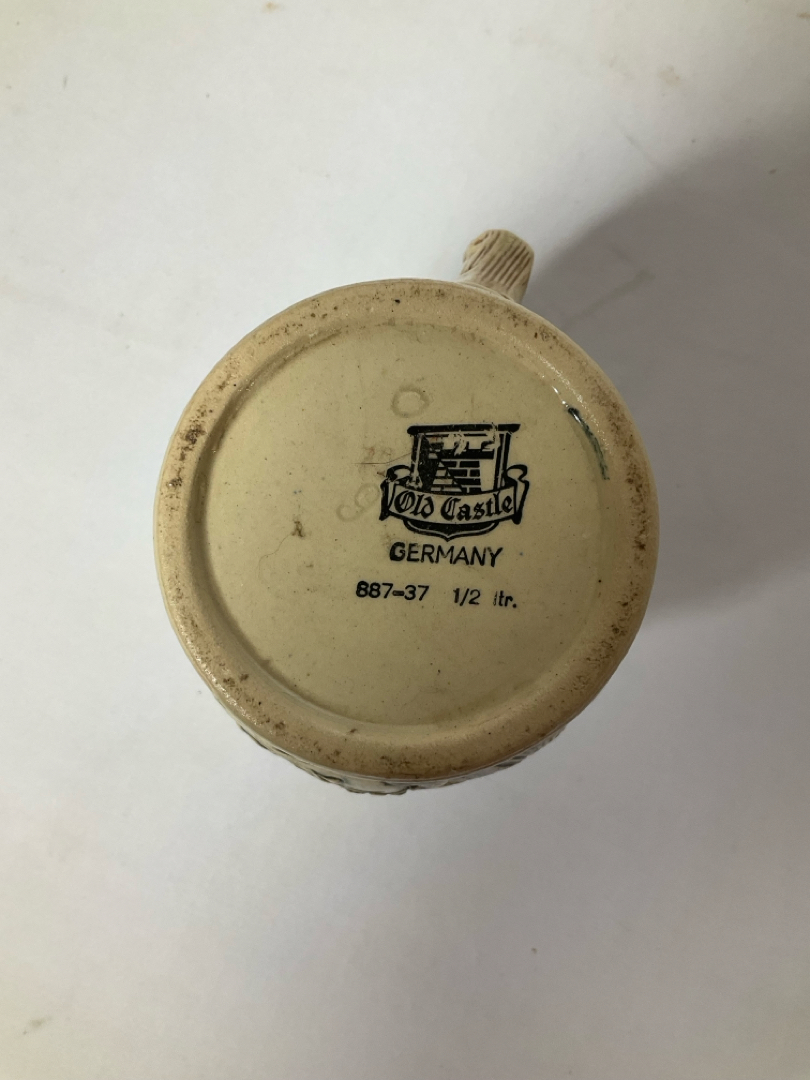 Old Castle
GERMANY
887-37 1/2 ltr.